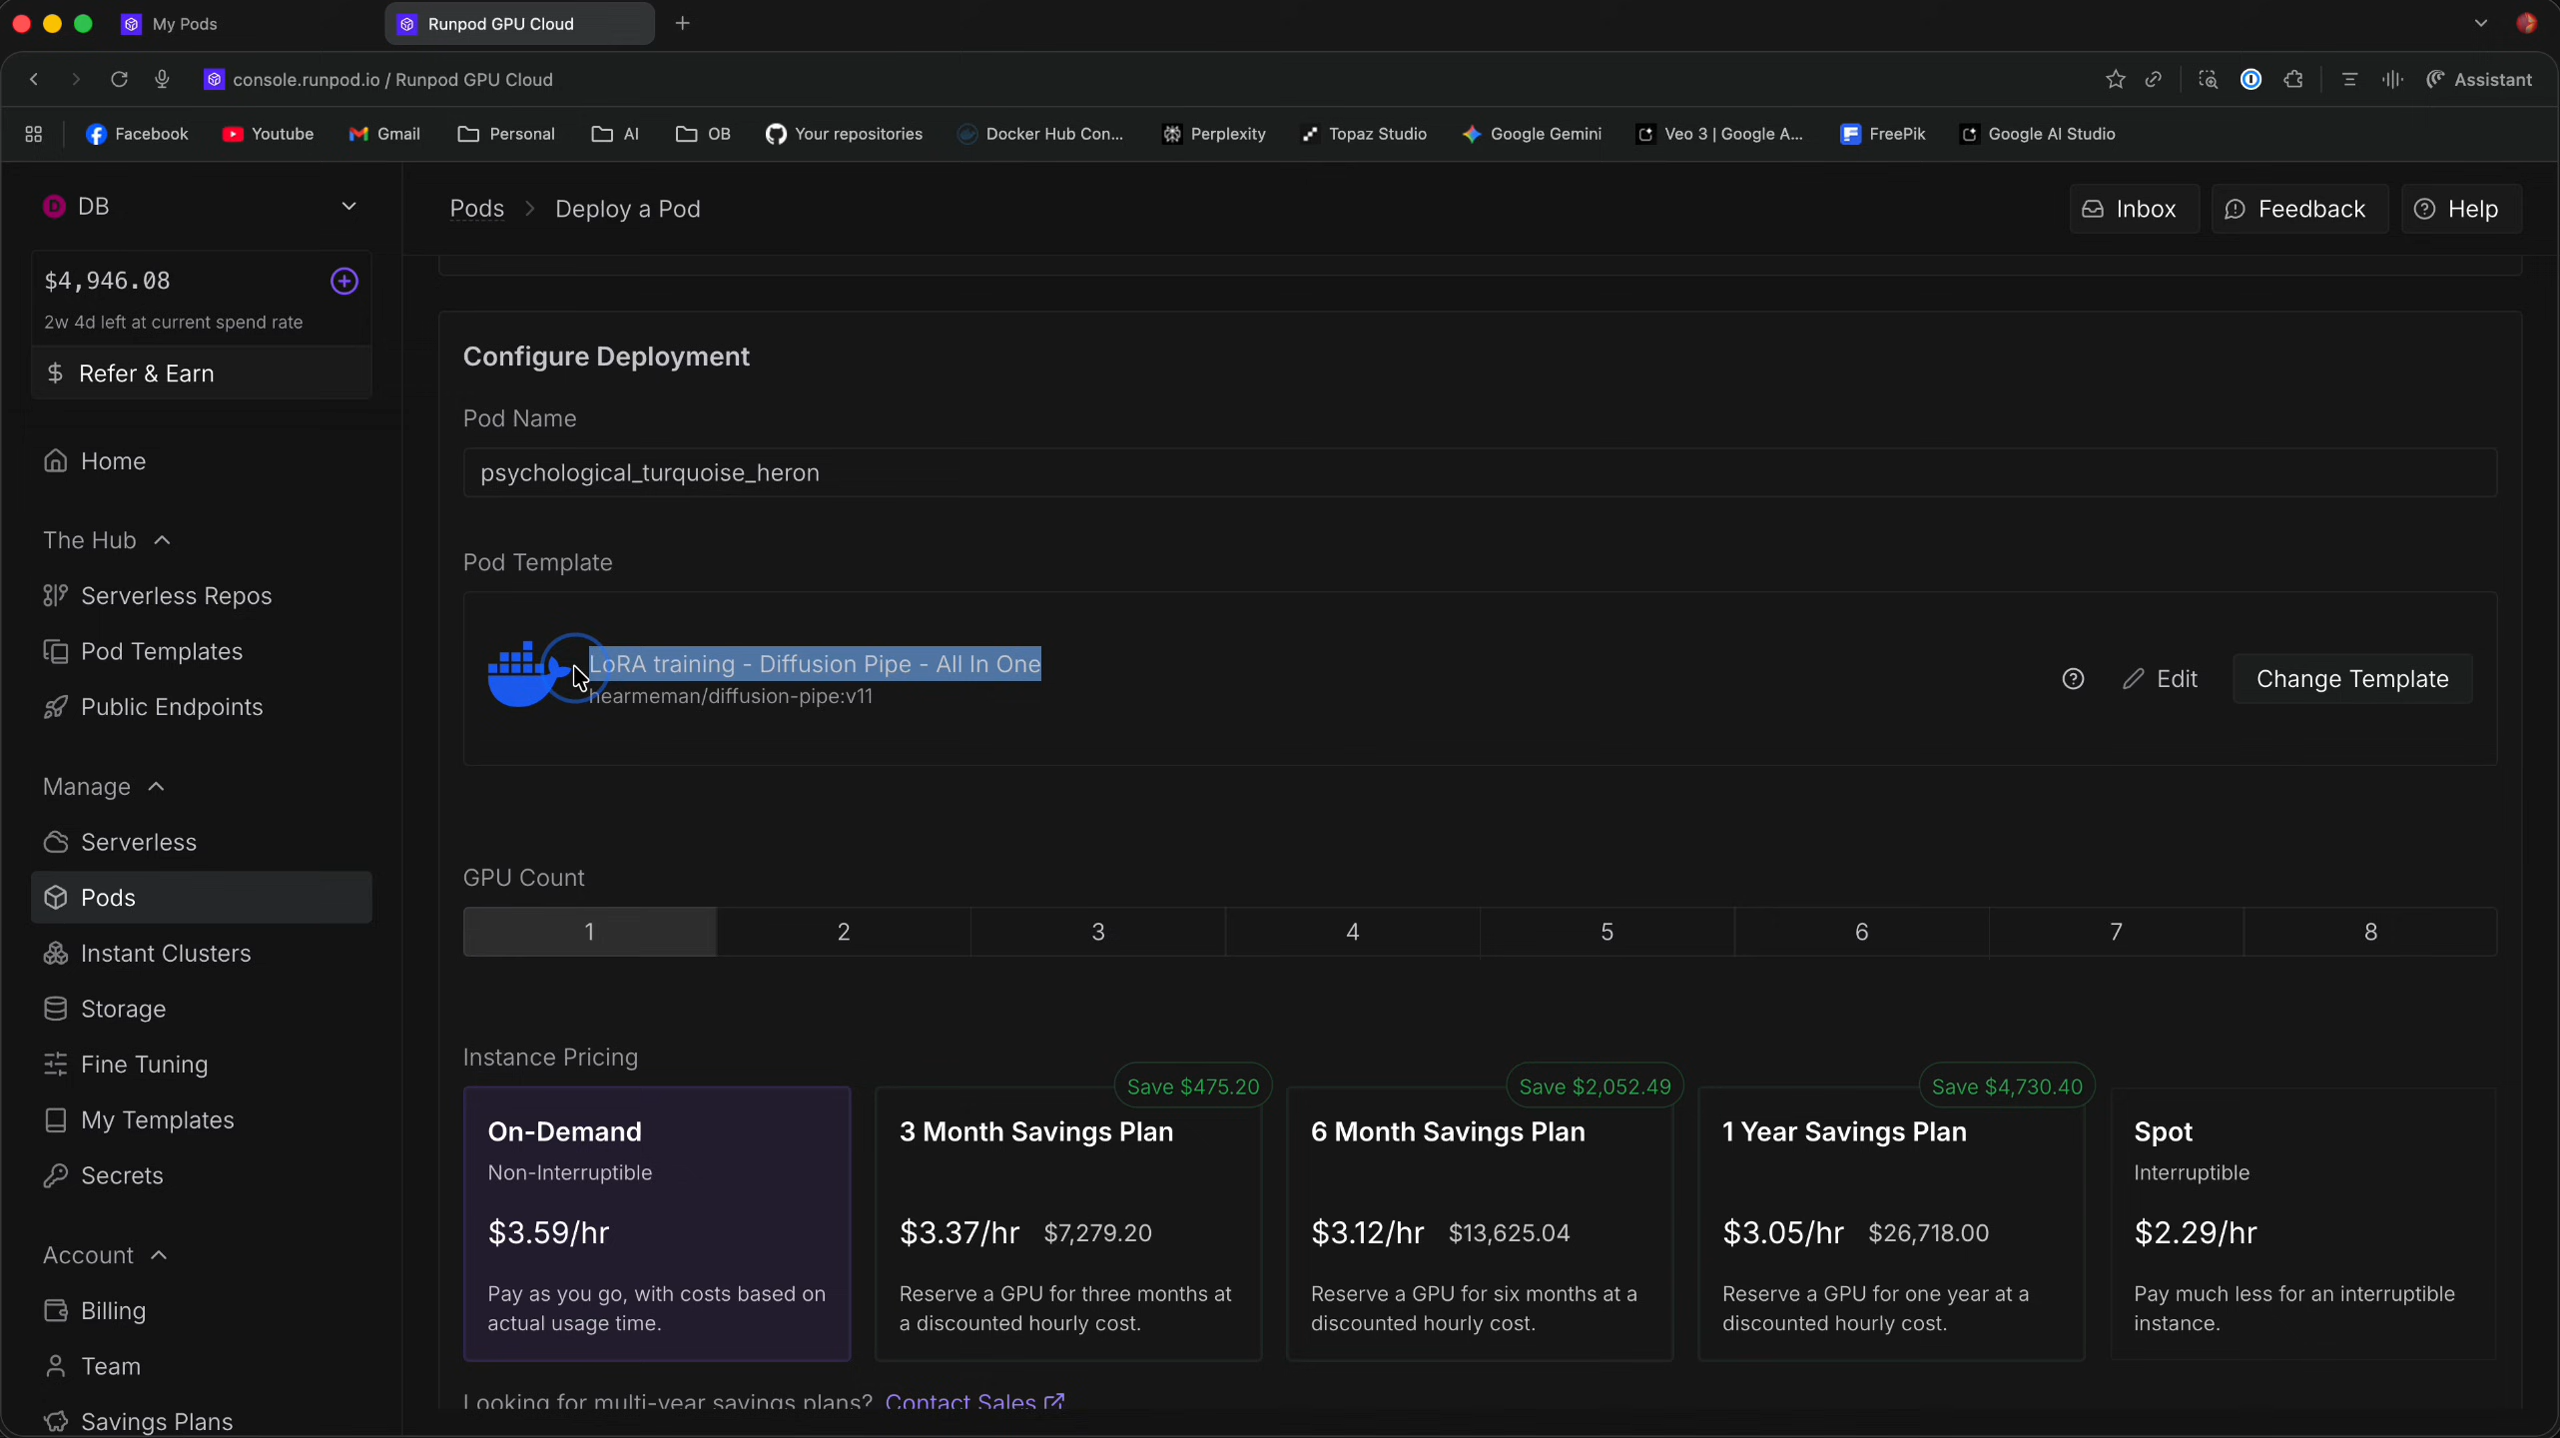 My Pods
Runpod GPU Cloud
console.runpod.io / Runpod GPU Cloud
Assistant
Facebook
Youtube
Gmail
Personal
AI
OB
Your repositories
Docker Hub Con...
Perplexity
Topaz Studio
Google Gemini
Veo 3 | Google A...
FreePik
Google AI Studio
D
DB
$4,946.08
2w 4d left at current spend rate
Refer & Earn
Home
The Hub
Serverless Repos
Pod Templates
Public Endpoints
Manage
Serverless
Pods
Instant Clusters
Storage
Fine Tuning
My Templates
Secrets
Account
Billing
Team
Savings Plans
Pods > Deploy a Pod
Inbox
Feedback
Help
Configure Deployment
Pod Name
psychological_turquoise_heron
Pod Template
LoRA training - Diffusion Pipe - All In One
hearmeman/diffusion-pipe:v11
Edit
Change Template
GPU Count
1 2 3 4 5 6 7 8
Instance Pricing
On-Demand
Non-Interruptible
$3.59/hr
Pay as you go, with costs based on
actual usage time.
Save $475.20
3 Month Savings Plan
$3.37/hr $7,279.20
Reserve a GPU for three months at
a discounted hourly cost.
Save $2,052.49
6 Month Savings Plan
$3.12/hr $13,625.04
Reserve a GPU for six months at a
discounted hourly cost.
Save $4,730.40
1 Year Savings Plan
$3.05/hr $26,718.00
Reserve a GPU for one year at a
discounted hourly cost.
Spot
Interruptible
$2.29/hr
Pay much less for an interruptible
instance.
Looking for multi-year savings plans? Contact Sales